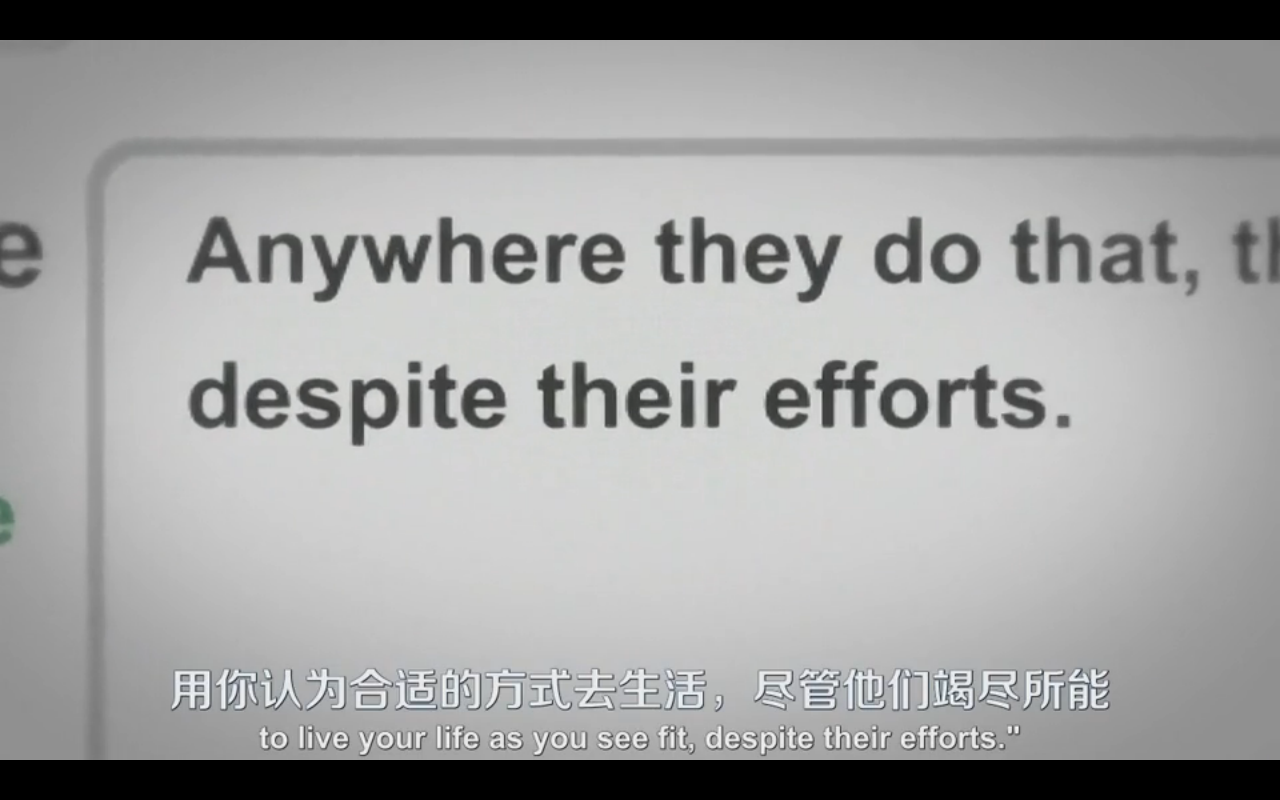 Anywhere they do that,
despite their efforts.
用你认为合适的方式去生活，尽管他们竭尽所能
to live your life as you see fit, despite their efforts."